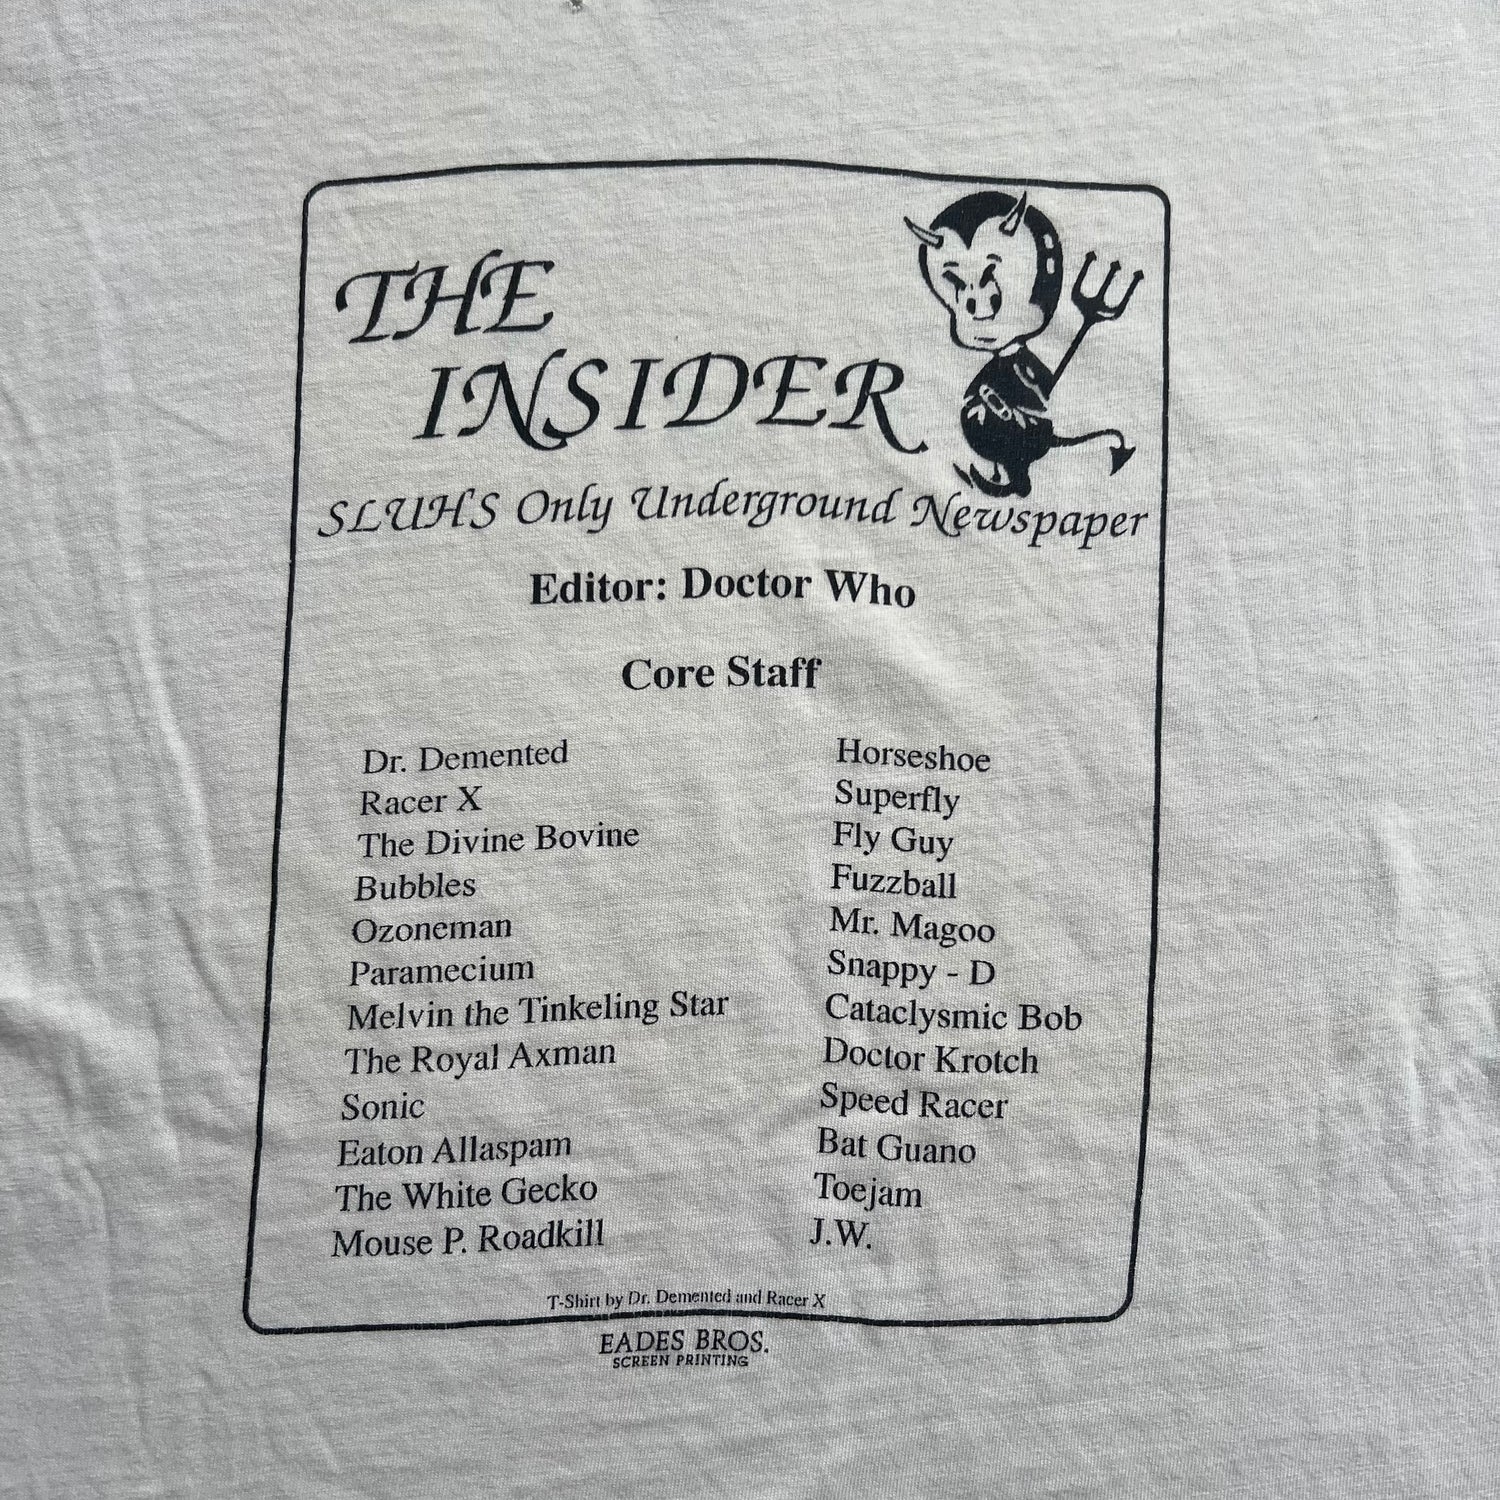 THE
INSIDER
SLUH'S Only Underground Newspaper
Editor: Doctor Who
Core Staff
Dr. Demented
Racer X
The Divine Bovine
Bubbles
Ozoneman
Paramecium
Melvin the Tinkeling Star
The Royal Axman
Sonic
Eaton Allaspam
The White Gecko
Mouse P. Roadkill
Horseshoe
Superfly
Fly Guy
Fuzzball
Mr. Magoo
Snappy - D
Cataclysmic Bob
Doctor Krotch
Speed Racer
Bat Guano
Toejam
J.W.
T-Shirt by Dr. Demented and Racer X
EADES BROS.
SCREEN PRINTING